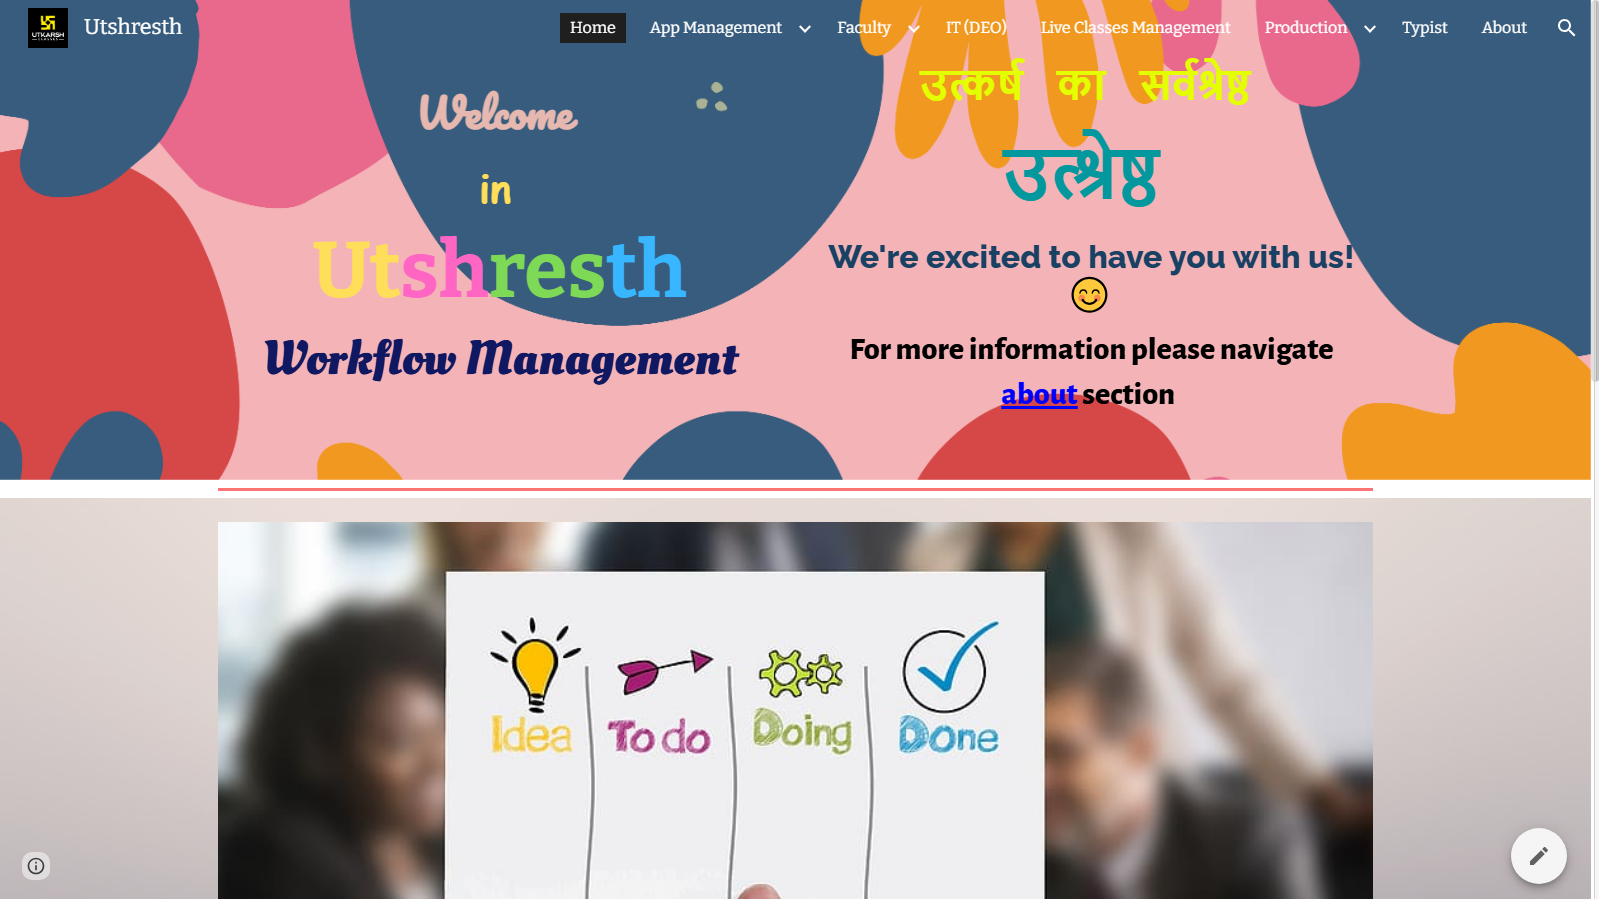 UTKARSH
CLASSES
Utshresth
Home
App Management
Faculty
IT (DEO)
Live Classes Management
Production
Typist
About
Welcome
in
Utshresth
Workflow Management
उत्कर्ष का सर्वश्रेष्ठ
उत्श्रेष्ठ
We're excited to have you with us!
For more information please navigate
about section
Idea
To do
Doing
Done